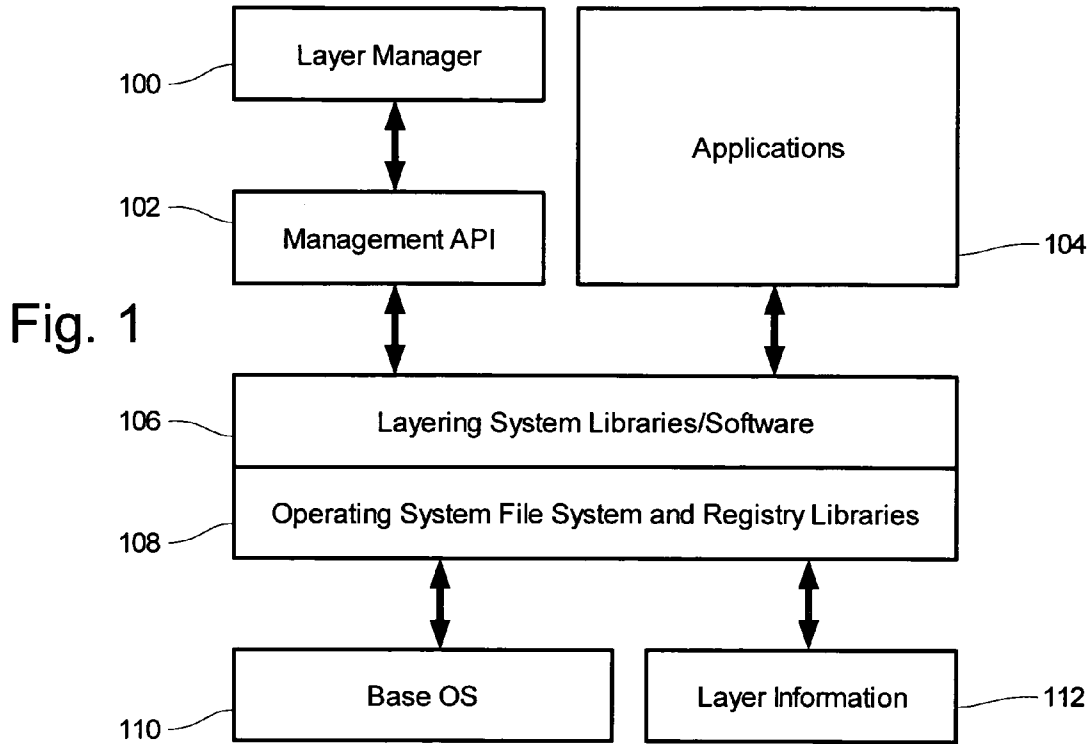 Layer Manager
100
Applications
102
Management API
104
Fig. 1
106
Layering System Libraries/Software
Operating System File System and Registry Libraries
108
Base OS
Layer Information
112
110